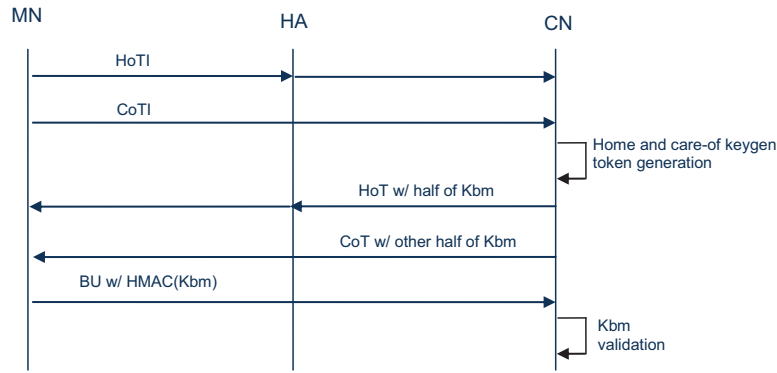 MN
HA
CN
HoTI
CoTI
Home and care-of keygen
token generation
HoT w/ half of Kbm
CoT w/ other half of Kbm
BU w/ HMAC(Kbm)
Kbm
validation